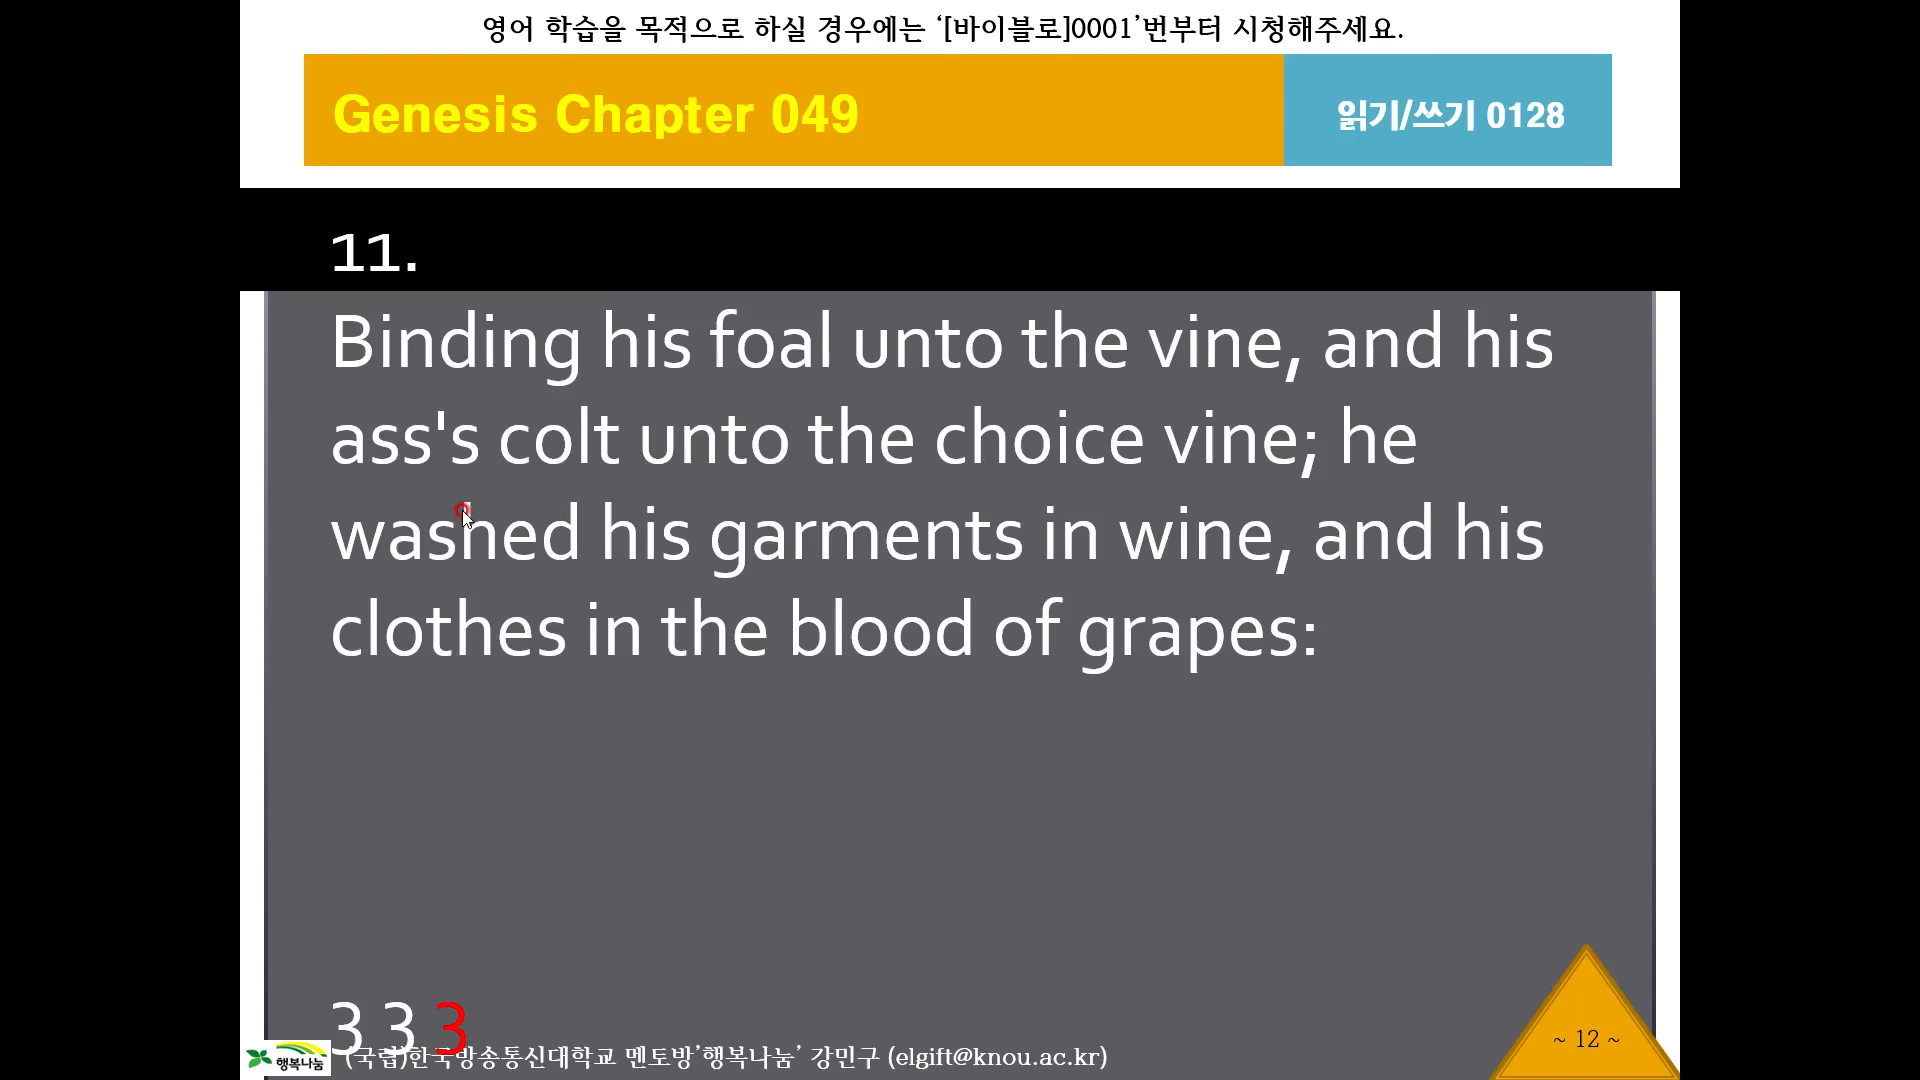 영어 학습을 목적으로 하실 경우에는 ‘[바이블로]0001’번부터 시청해주세요.
Genesis Chapter 049
읽기/쓰기 0128
11.
Binding his foal unto the vine, and his
ass's colt unto the choice vine; he
washed his garments in wine, and his
clothes in the blood of grapes:
3 3 3
행복나눔
(국립)한국방송통신대학교 멘토방’행복나눔’ 강민구 (elgift@knou.ac.kr)
~ 12 ~